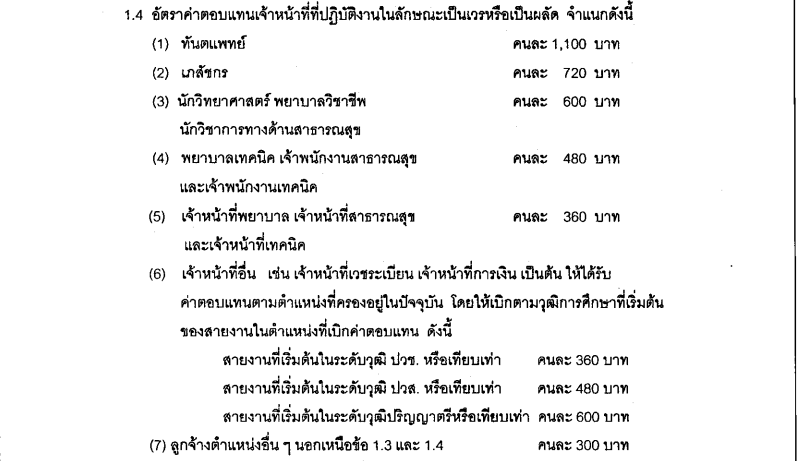 1.4 อัตราค่าตอบแทนเจ้าหน้าที่ที่ปฏิบัติงานในลักษณะเป็นเวรหรือเป็นผลัด จำแนกดังนี้
(1) ทันตแพทย์ คนละ 1,100 บาท
(2) เภสัชกร คนละ 720 บาท
(3) นักวิทยาศาสตร์ พยาบาลวิชาชีพ คนละ 600 บาท
นักวิชาการทางด้านสาธารณสุข
(4) พยาบาลเทคนิค เจ้าพนักงานสาธารณสุข คนละ 480 บาท
และเจ้าพนักงานเทคนิค
(5) เจ้าหน้าที่พยาบาล เจ้าหน้าที่สาธารณสุข คนละ 360 บาท
และเจ้าหน้าที่เทคนิค
(6) เจ้าหน้าที่อื่น เช่น เจ้าหน้าที่เวชระเบียน เจ้าหน้าที่การเงิน เป็นต้น ให้ได้รับ
ค่าตอบแทนตามตำแหน่งที่ครองอยู่ในปัจจุบัน โดยให้เบิกตามวุฒิการศึกษาที่เริ่มต้น
ของสายงานในตำแหน่งที่เบิกค่าตอบแทน ดังนี้
สายงานที่เริ่มต้นในระดับวุฒิ ปวช. หรือเทียบเท่า คนละ 360 บาท
สายงานที่เริ่มต้นในระดับวุฒิ ปวส. หรือเทียบเท่า คนละ 480 บาท
สายงานที่เริ่มต้นในระดับวุฒิปริญญาตรีหรือเทียบเท่า คนละ 600 บาท
(7) ลูกจ้างตำแหน่งอื่น ๆ นอกเหนือข้อ 1.3 และ 1.4 คนละ 300 บาท